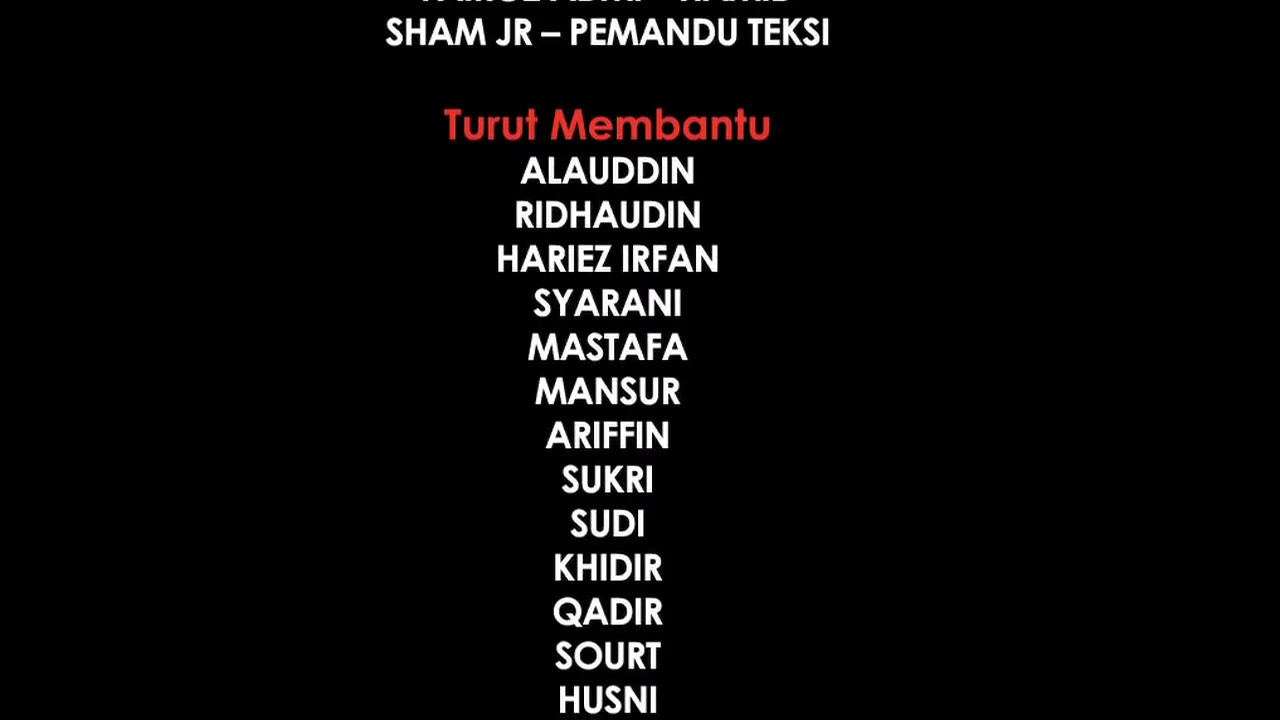 SHAM JR – PEMANDU TEKSI
Turut Membantu
ALAUDDIN
RIDHAUDIN
HARIEZ IRFAN
SYARANI
MASTAFA
MANSUR
ARIFFIN
SUKRI
SUDI
KHIDIR
QADIR
SOURT
HUSNI